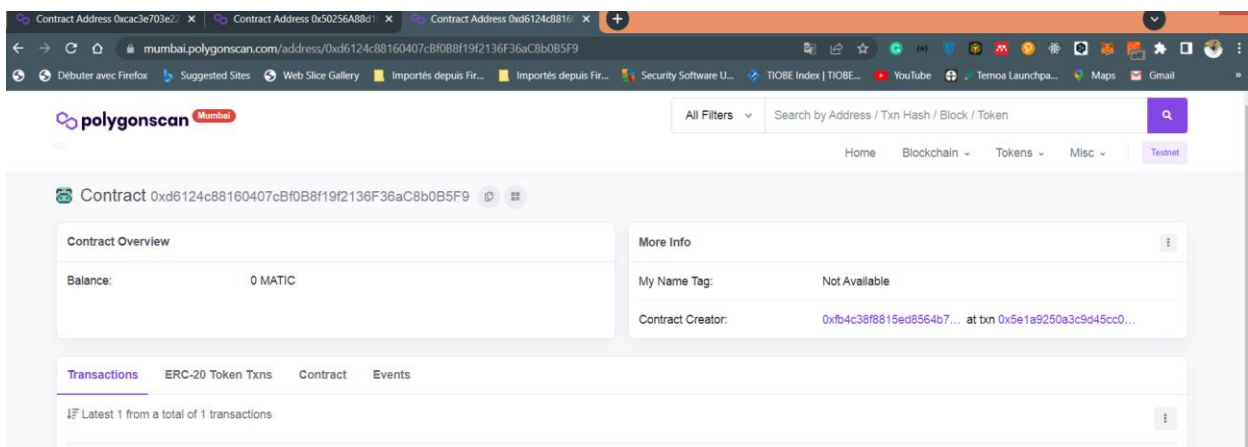 Contract Address 0xcac3e703e22 Contract Address 0x50256A88d1 Contract Address 0xd6124c8816
mumbai.polygonscan.com/address/0xd6124c88160407cBf0B8f19f2136F36aC8b0B5F9
Débuter avec Firefox Suggested Sites Web Slice Gallery Importés depuis Fir... Importés depuis Fir... Security Software U... TIOBE Index | TIOBE... YouTube Ternoa Launchpa... Maps Gmail
polygonscan Mumbai All Filters Search by Address / Txn Hash / Block / Token
Home Blockchain Tokens Misc Testnet
Contract 0xd6124c88160407cBf0B8f19f2136F36aC8b0B5F9
Contract Overview More Info
Balance: 0 MATIC My Name Tag: Not Available
Contract Creator: 0xfb4c38f8815ed8564b7... at txn 0x5e1a9250a3c9d45cc0...
Transactions ERC-20 Token Txns Contract Events
Latest 1 from a total of 1 transactions